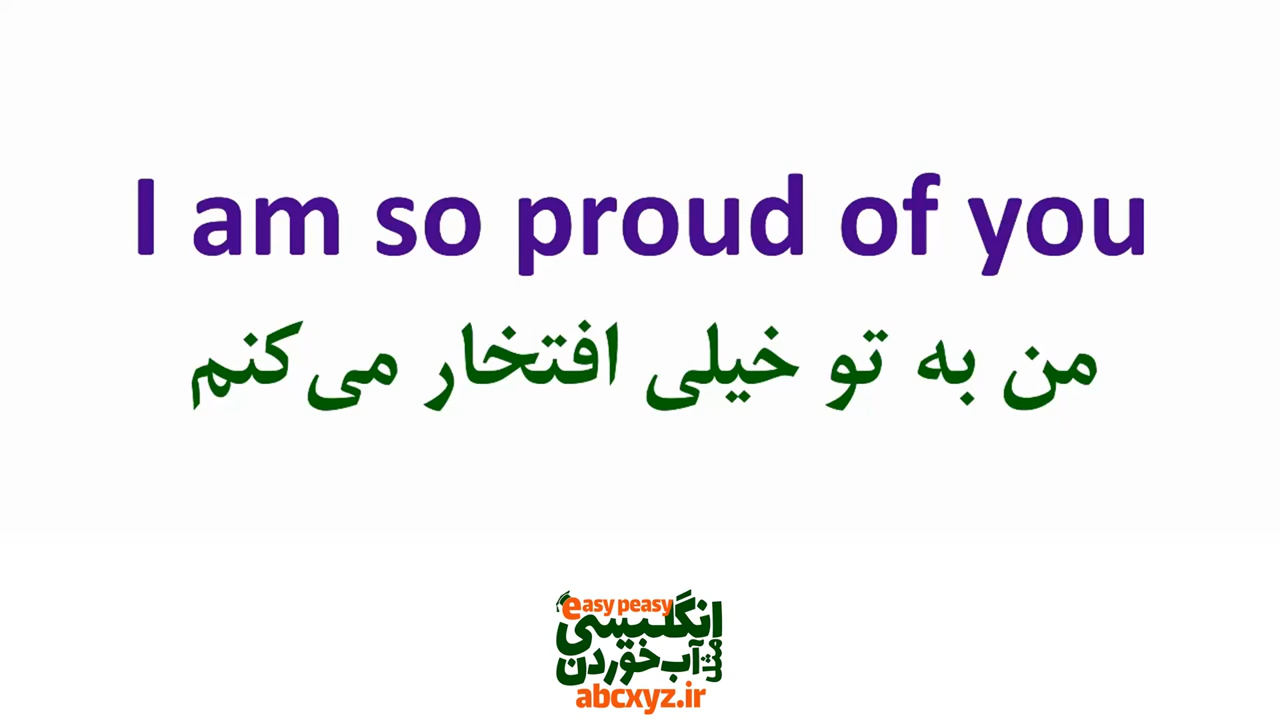 I am so proud of you
من به تو خیلی افتخار می‌کنم
easy peasy
انگلیسی
مثل
آب خوردن
abcxyz.ir